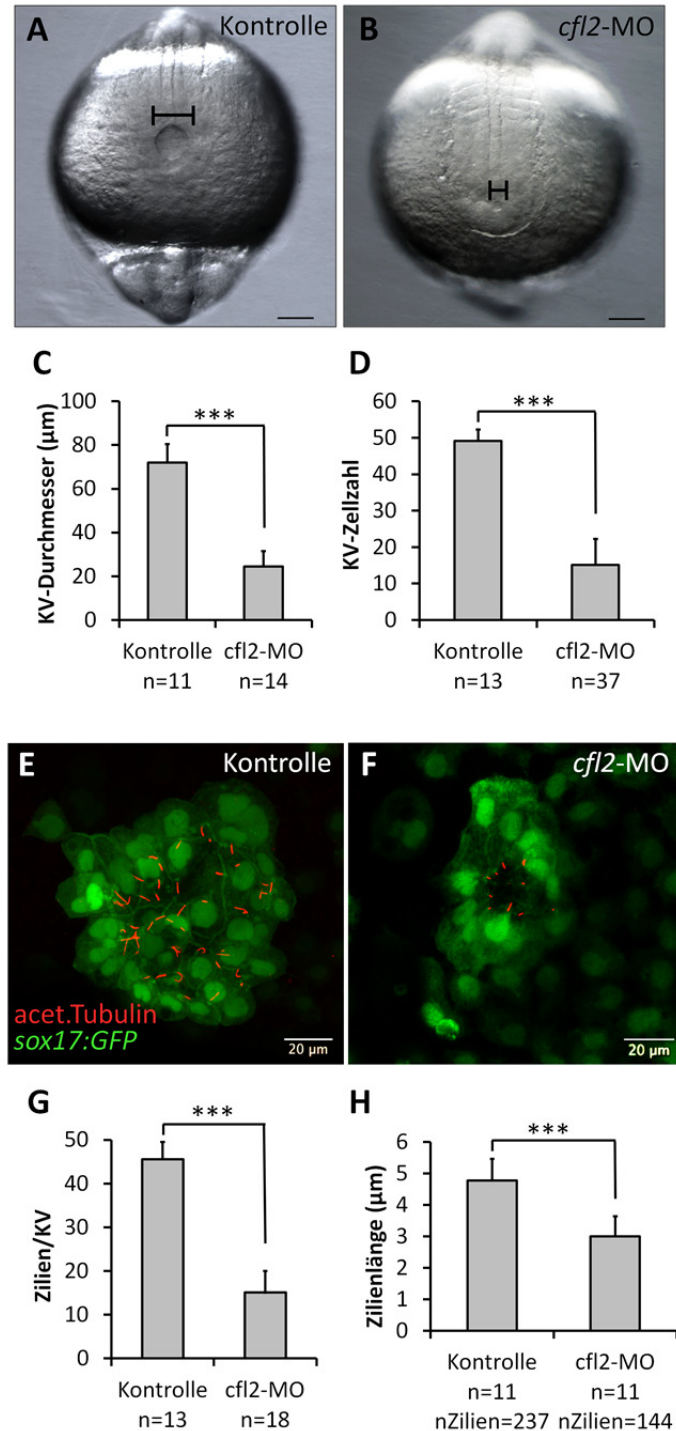 A Kontrolle
B cfl2-MO
C
KV-Durchmesser (µm)
100
80
60
40
20
0
***
Kontrolle cfl2-MO
n=11 n=14
D
KV-Zellzahl
60
50
40
30
20
10
0
***
Kontrolle cfl2-MO
n=13 n=37
E Kontrolle
acet.Tubulin
sox17:GFP
20 µm
F cfl2-MO
20 µm
G
Zilien/KV
50
40
30
20
10
0
***
Kontrolle cfl2-MO
n=13 n=18
H
Zilienlänge (µm)
6
5
4
3
2
1
0
***
Kontrolle cfl2-MO
n=11 n=11
nZilien=237 nZilien=144